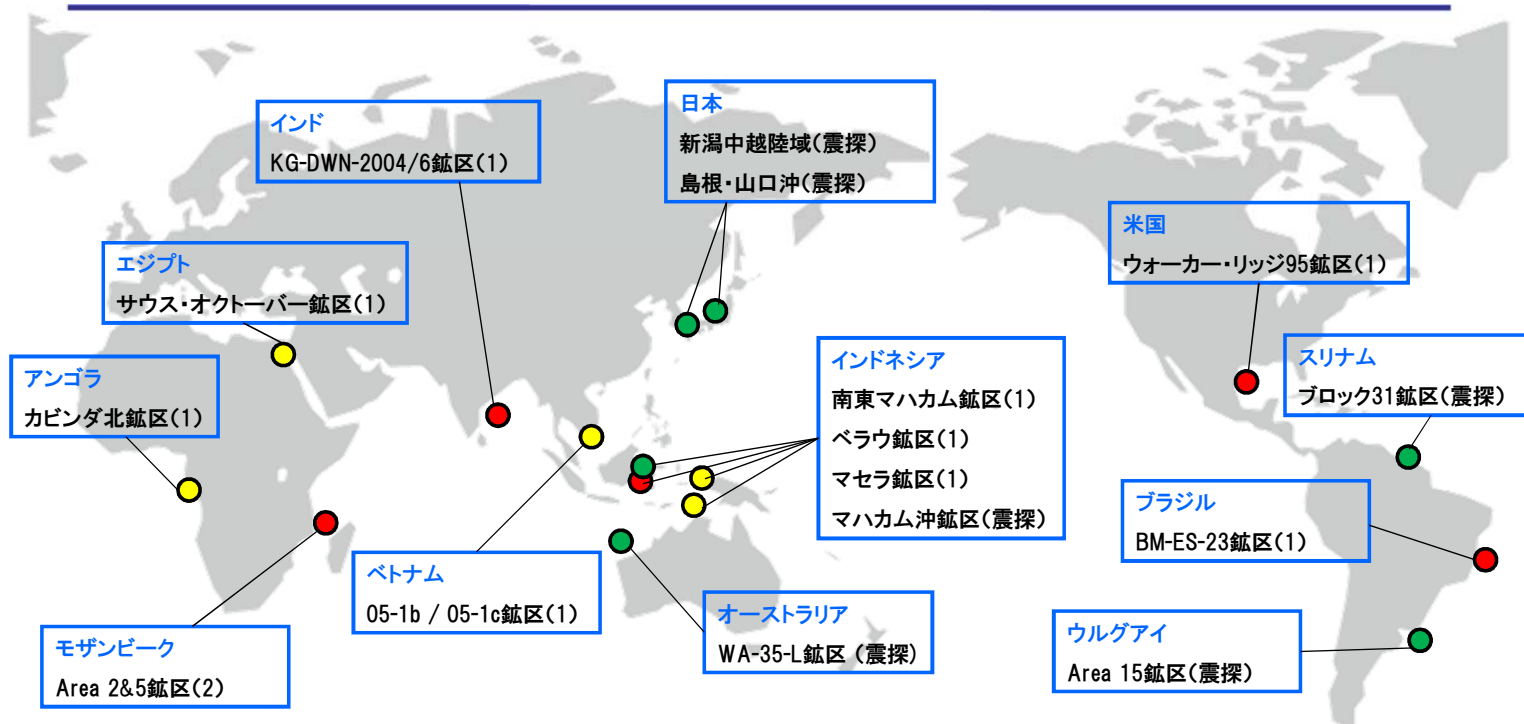 インド
KG-DWN-2004/6鉱区(1)
日本
新潟中越陸域(震探)
島根・山口沖(震探)
米国
ウォーカー・リッジ95鉱区(1)
エジプト
サウス・オクトーバー鉱区(1)
アンゴラ
カビンダ北鉱区(1)
インドネシア
南東マハカム鉱区(1)
ベラウ鉱区(1)
マセラ鉱区(1)
マハカム沖鉱区(震探)
スリナム
ブロック31鉱区(震探)
ブラジル
BM-ES-23鉱区(1)
ベトナム
05-1b / 05-1c鉱区(1)
オーストラリア
WA-35-L鉱区 (震探)
モザンビーク
Area 2&5鉱区(2)
ウルグアイ
Area 15鉱区(震探)